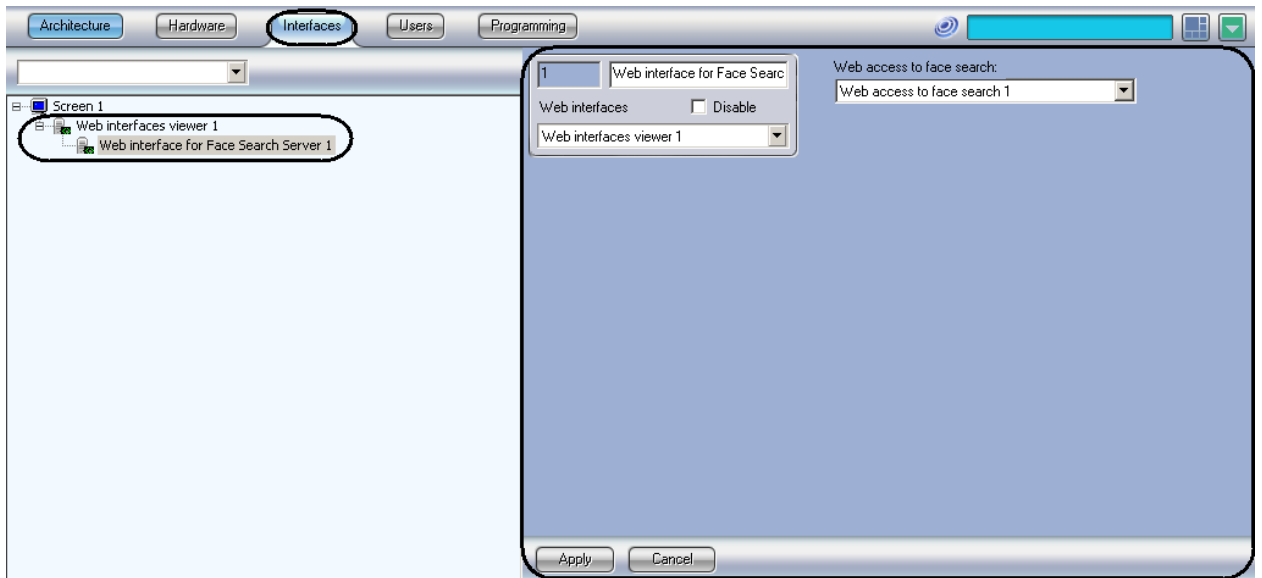 Architecture Hardware Interfaces Users Programming
Screen 1
Web interfaces viewer 1
Web interface for Face Search Server 1
1 Web interface for Face Searc
Web interfaces Disable
Web interfaces viewer 1
Web access to face search:
Web access to face search 1
Apply Cancel